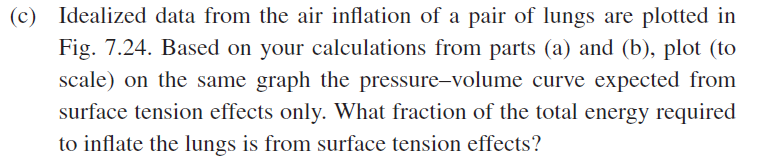 (c) Idealized data from the air inflation of a pair of lungs are plotted in
Fig. 7.24. Based on your calculations from parts (a) and (b), plot (to
scale) on the same graph the pressure–volume curve expected from
surface tension effects only. What fraction of the total energy required
to inflate the lungs is from surface tension effects?